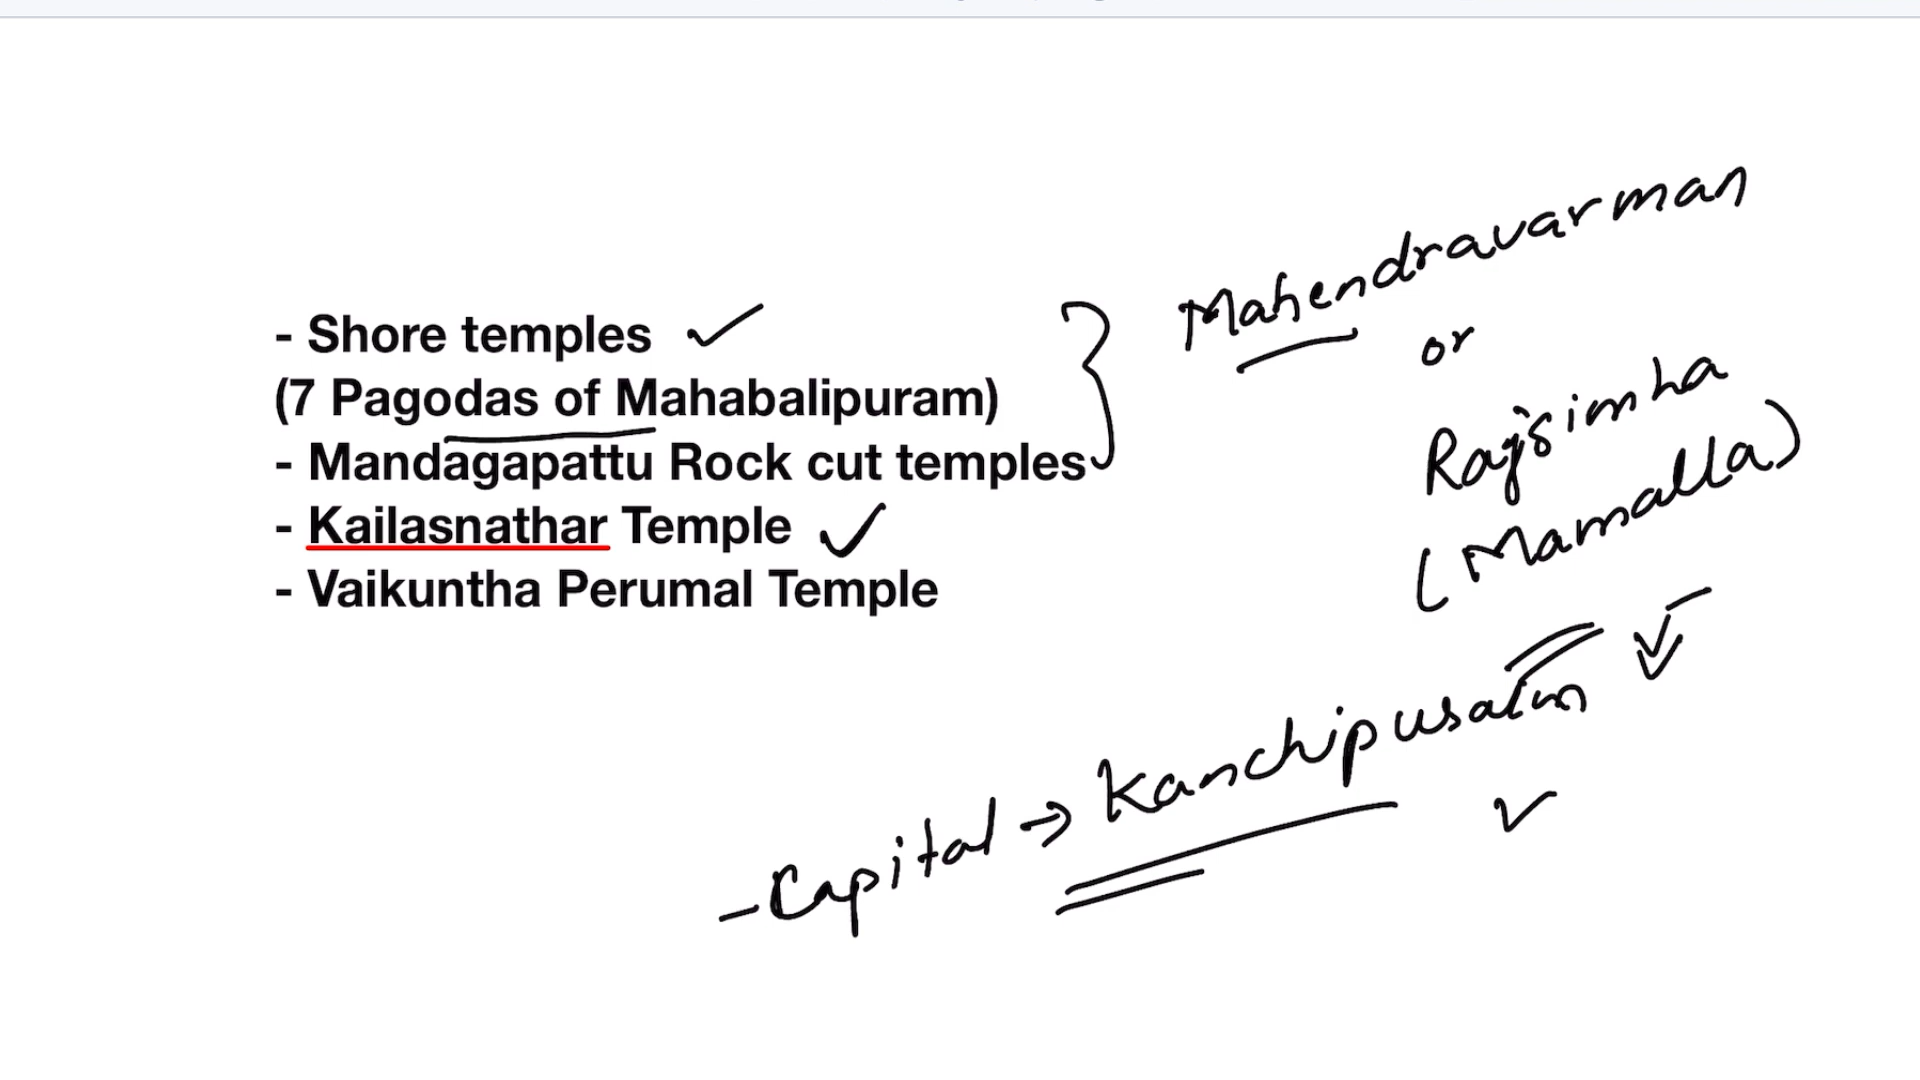 - Shore temples
(7 Pagodas of Mahabalipuram)
- Mandagapattu Rock cut temples
- Kailasnathar Temple
- Vaikuntha Perumal Temple
Mahendravarman
or
Rajsimha
(Mamalla)
- Capital → Kanchipuram